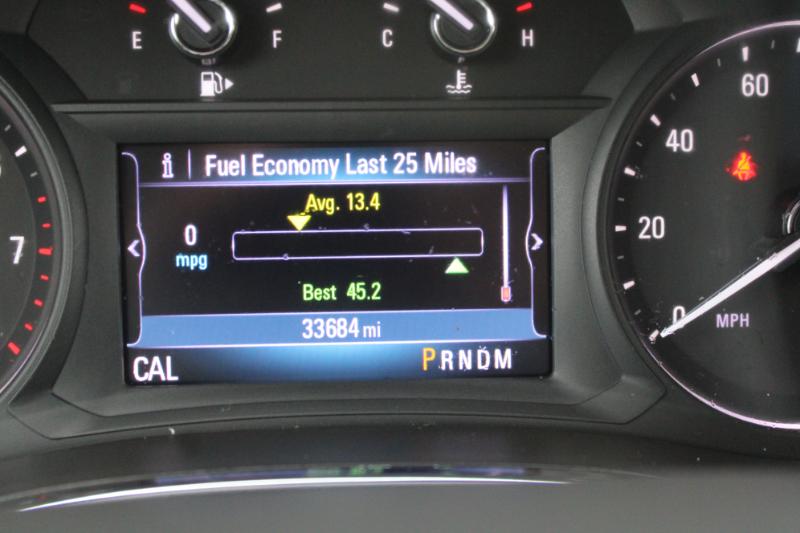 E F C H
60
40
20
0
MPH
7
i Fuel Economy Last 25 Miles
Avg. 13.4
0
mpg
Best 45.2
33684 mi
CAL PRNDM